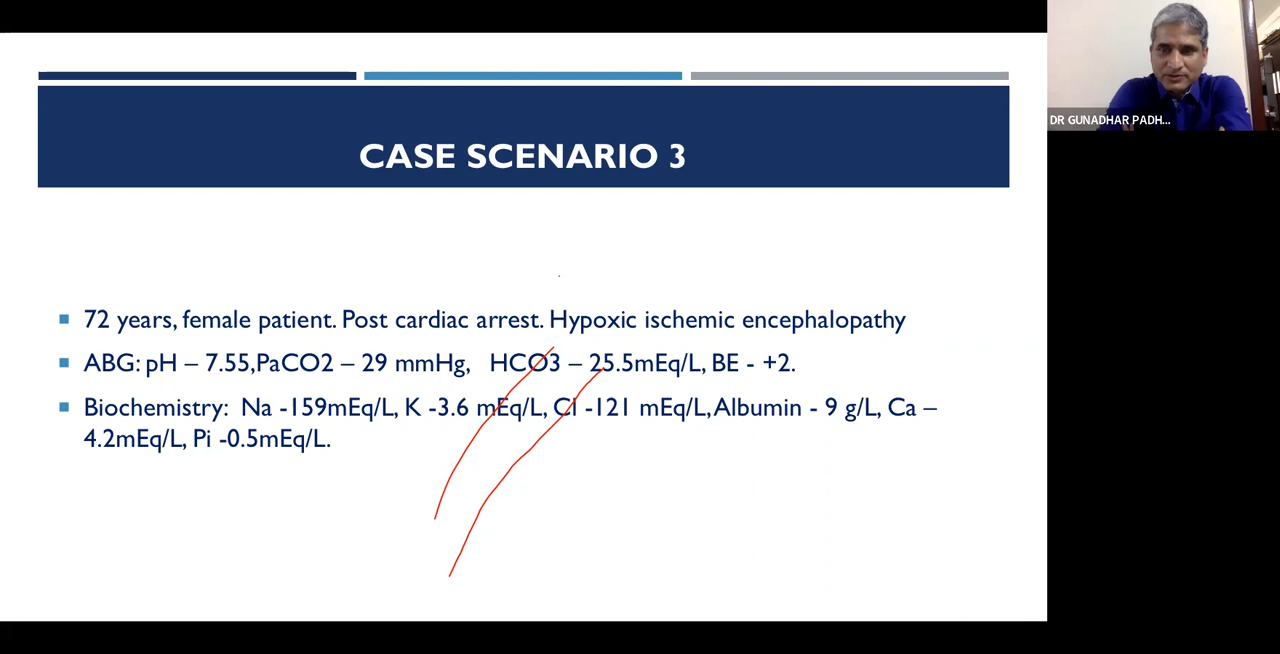 DR GUNADHAR PADH...
CASE SCENARIO 3
72 years, female patient. Post cardiac arrest. Hypoxic ischemic encephalopathy
ABG: pH – 7.55,PaCO2 – 29 mmHg, HCO3 – 25.5mEq/L, BE - +2.
Biochemistry: Na -159mEq/L, K -3.6 mEq/L, Cl -121 mEq/L, Albumin - 9 g/L, Ca –
4.2mEq/L, Pi -0.5mEq/L.